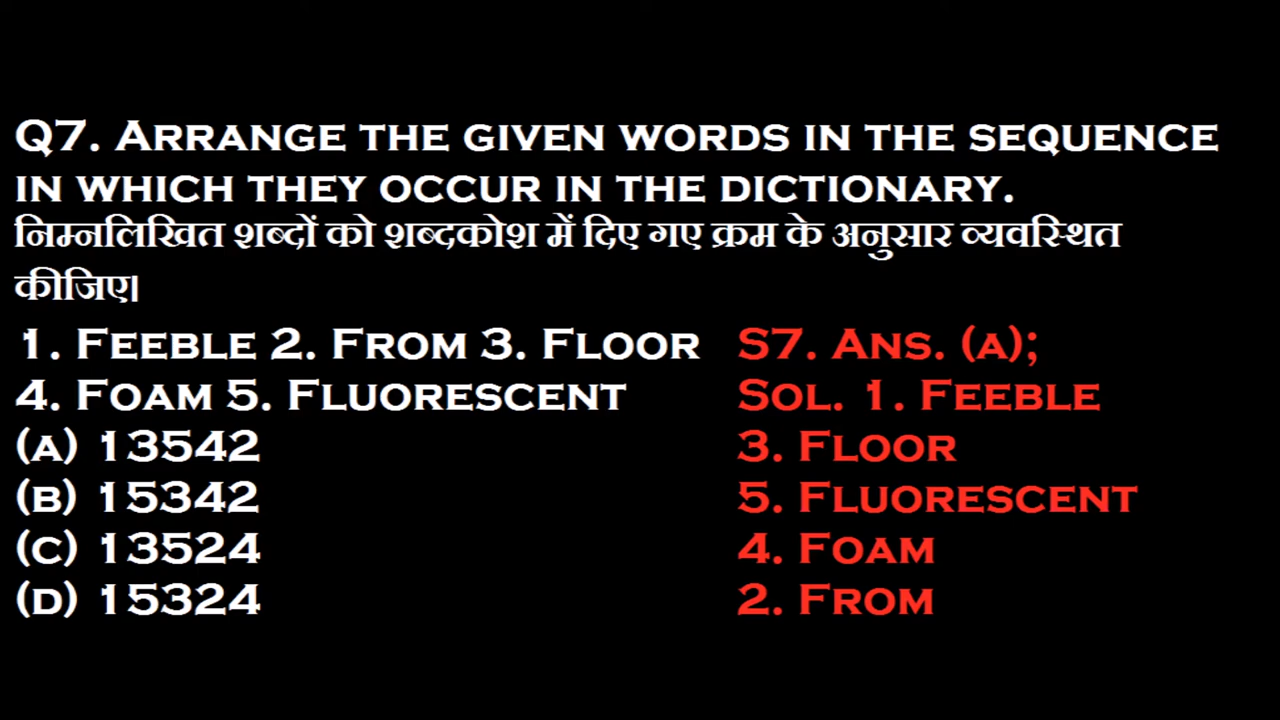 Q7. Arrange the given words in the sequence
in which they occur in the dictionary.
निम्नलिखित शब्दों को शब्दकोश में दिए गए क्रम के अनुसार व्यवस्थित
कीजिए।
1. Feeble 2. From 3. Floor
4. Foam 5. Fluorescent
(a) 13542
(b) 15342
(c) 13524
(d) 15324
S7. Ans. (a);
Sol. 1. Feeble
3. Floor
5. Fluorescent
4. Foam
2. From